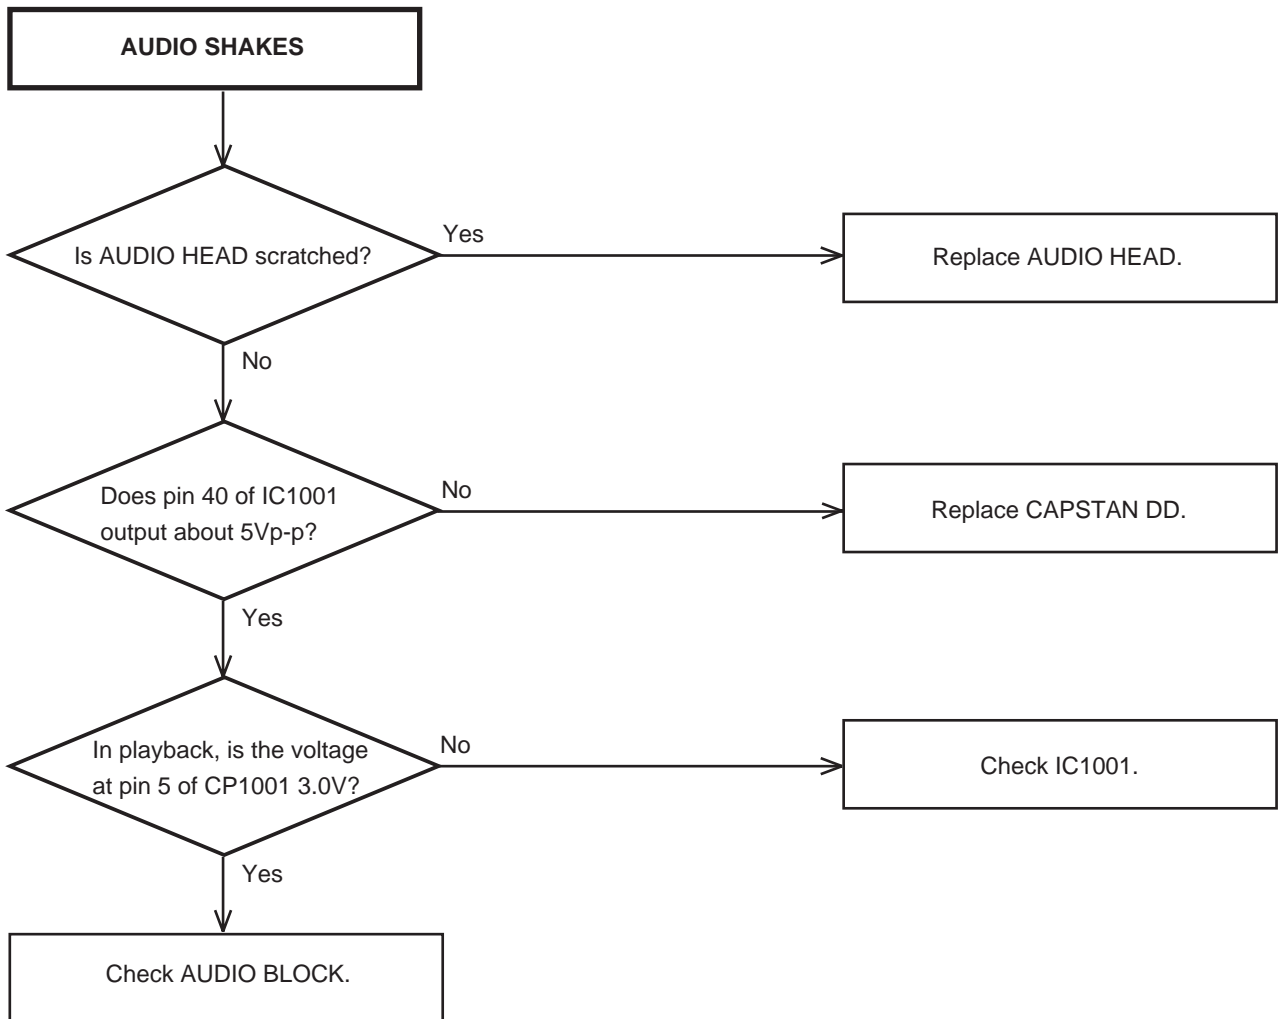 AUDIO SHAKES
Is AUDIO HEAD scratched?
Yes
Replace AUDIO HEAD.
No
Does pin 40 of IC1001
output about 5Vp-p?
No
Replace CAPSTAN DD.
Yes
In playback, is the voltage
at pin 5 of CP1001 3.0V?
No
Check IC1001.
Yes
Check AUDIO BLOCK.